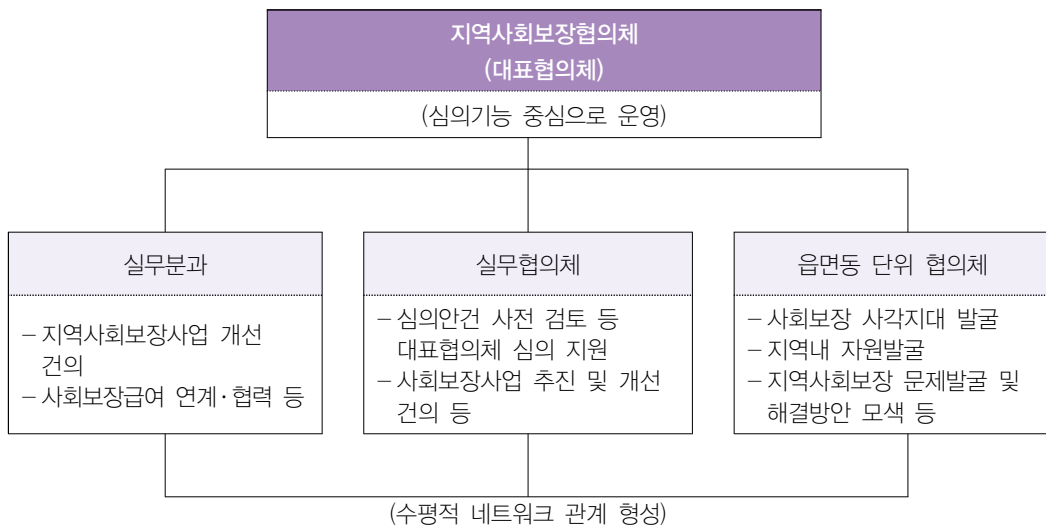 지역사회보장협의체
(대표협의체)
(심의기능 중심으로 운영)
실무분과
– 지역사회보장사업 개선
건의
– 사회보장급여 연계·협력 등
실무협의체
– 심의안건 사전 검토 등
대표협의체 심의 지원
– 사회보장사업 추진 및 개선
건의 등
읍면동 단위 협의체
– 사회보장 사각지대 발굴
– 지역내 자원발굴
– 지역사회보장 문제발굴 및
해결방안 모색 등
(수평적 네트워크 관계 형성)